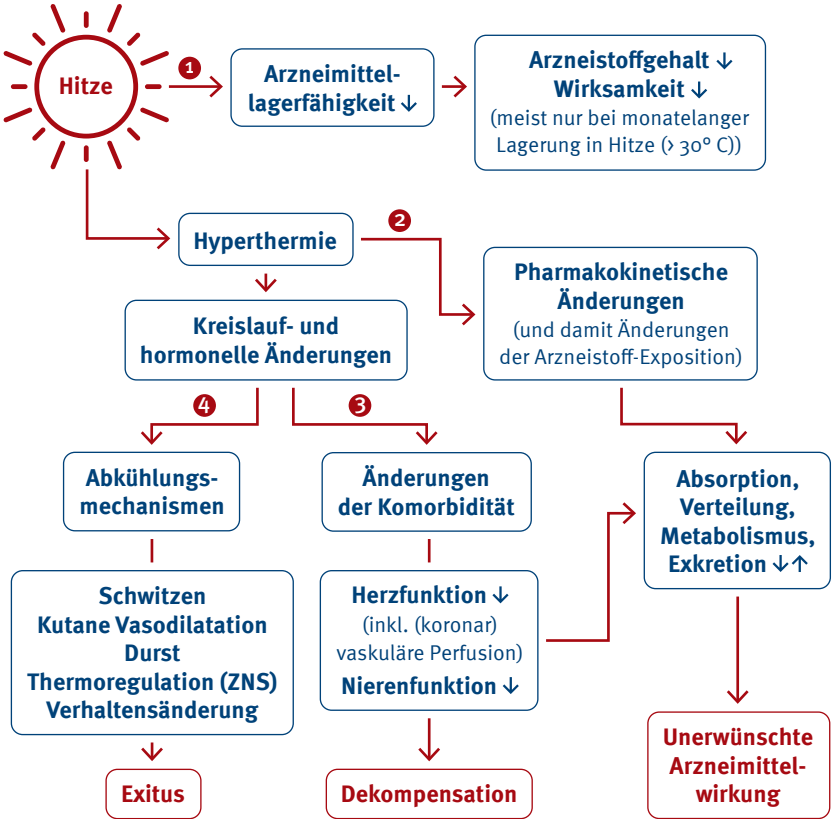 Hitze
1
Arzneimittel-
lagerfähigkeit ↓
Arzneistoffgehalt ↓
Wirksamkeit ↓
(meist nur bei monatelanger
Lagerung in Hitze (> 30° C))
Hyperthermie
2
Pharmakokinetische
Änderungen
(und damit Änderungen
der Arzneistoff-Exposition)
Kreislauf- und
hormonelle Änderungen
4
3
Abkühlungs-
mechanismen
Änderungen
der Komorbidität
Absorption,
Verteilung,
Metabolismus,
Exkretion ↓↑
Schwitzen
Kutane Vasodilatation
Durst
Thermoregulation (ZNS)
Verhaltensänderung
Herzfunktion ↓
(inkl. (koronar)
vaskuläre Perfusion)
Nierenfunktion ↓
Exitus
Dekompensation
Unerwünschte
Arzneimittel-
wirkung